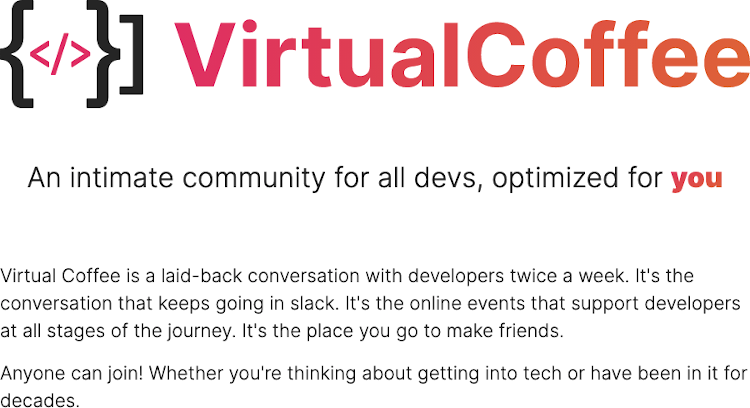 {</>}] VirtualCoffee
An intimate community for all devs, optimized for you
Virtual Coffee is a laid-back conversation with developers twice a week. It's the
conversation that keeps going in slack. It's the online events that support developers
at all stages of the journey. It's the place you go to make friends.
Anyone can join! Whether you're thinking about getting into tech or have been in it for
decades.